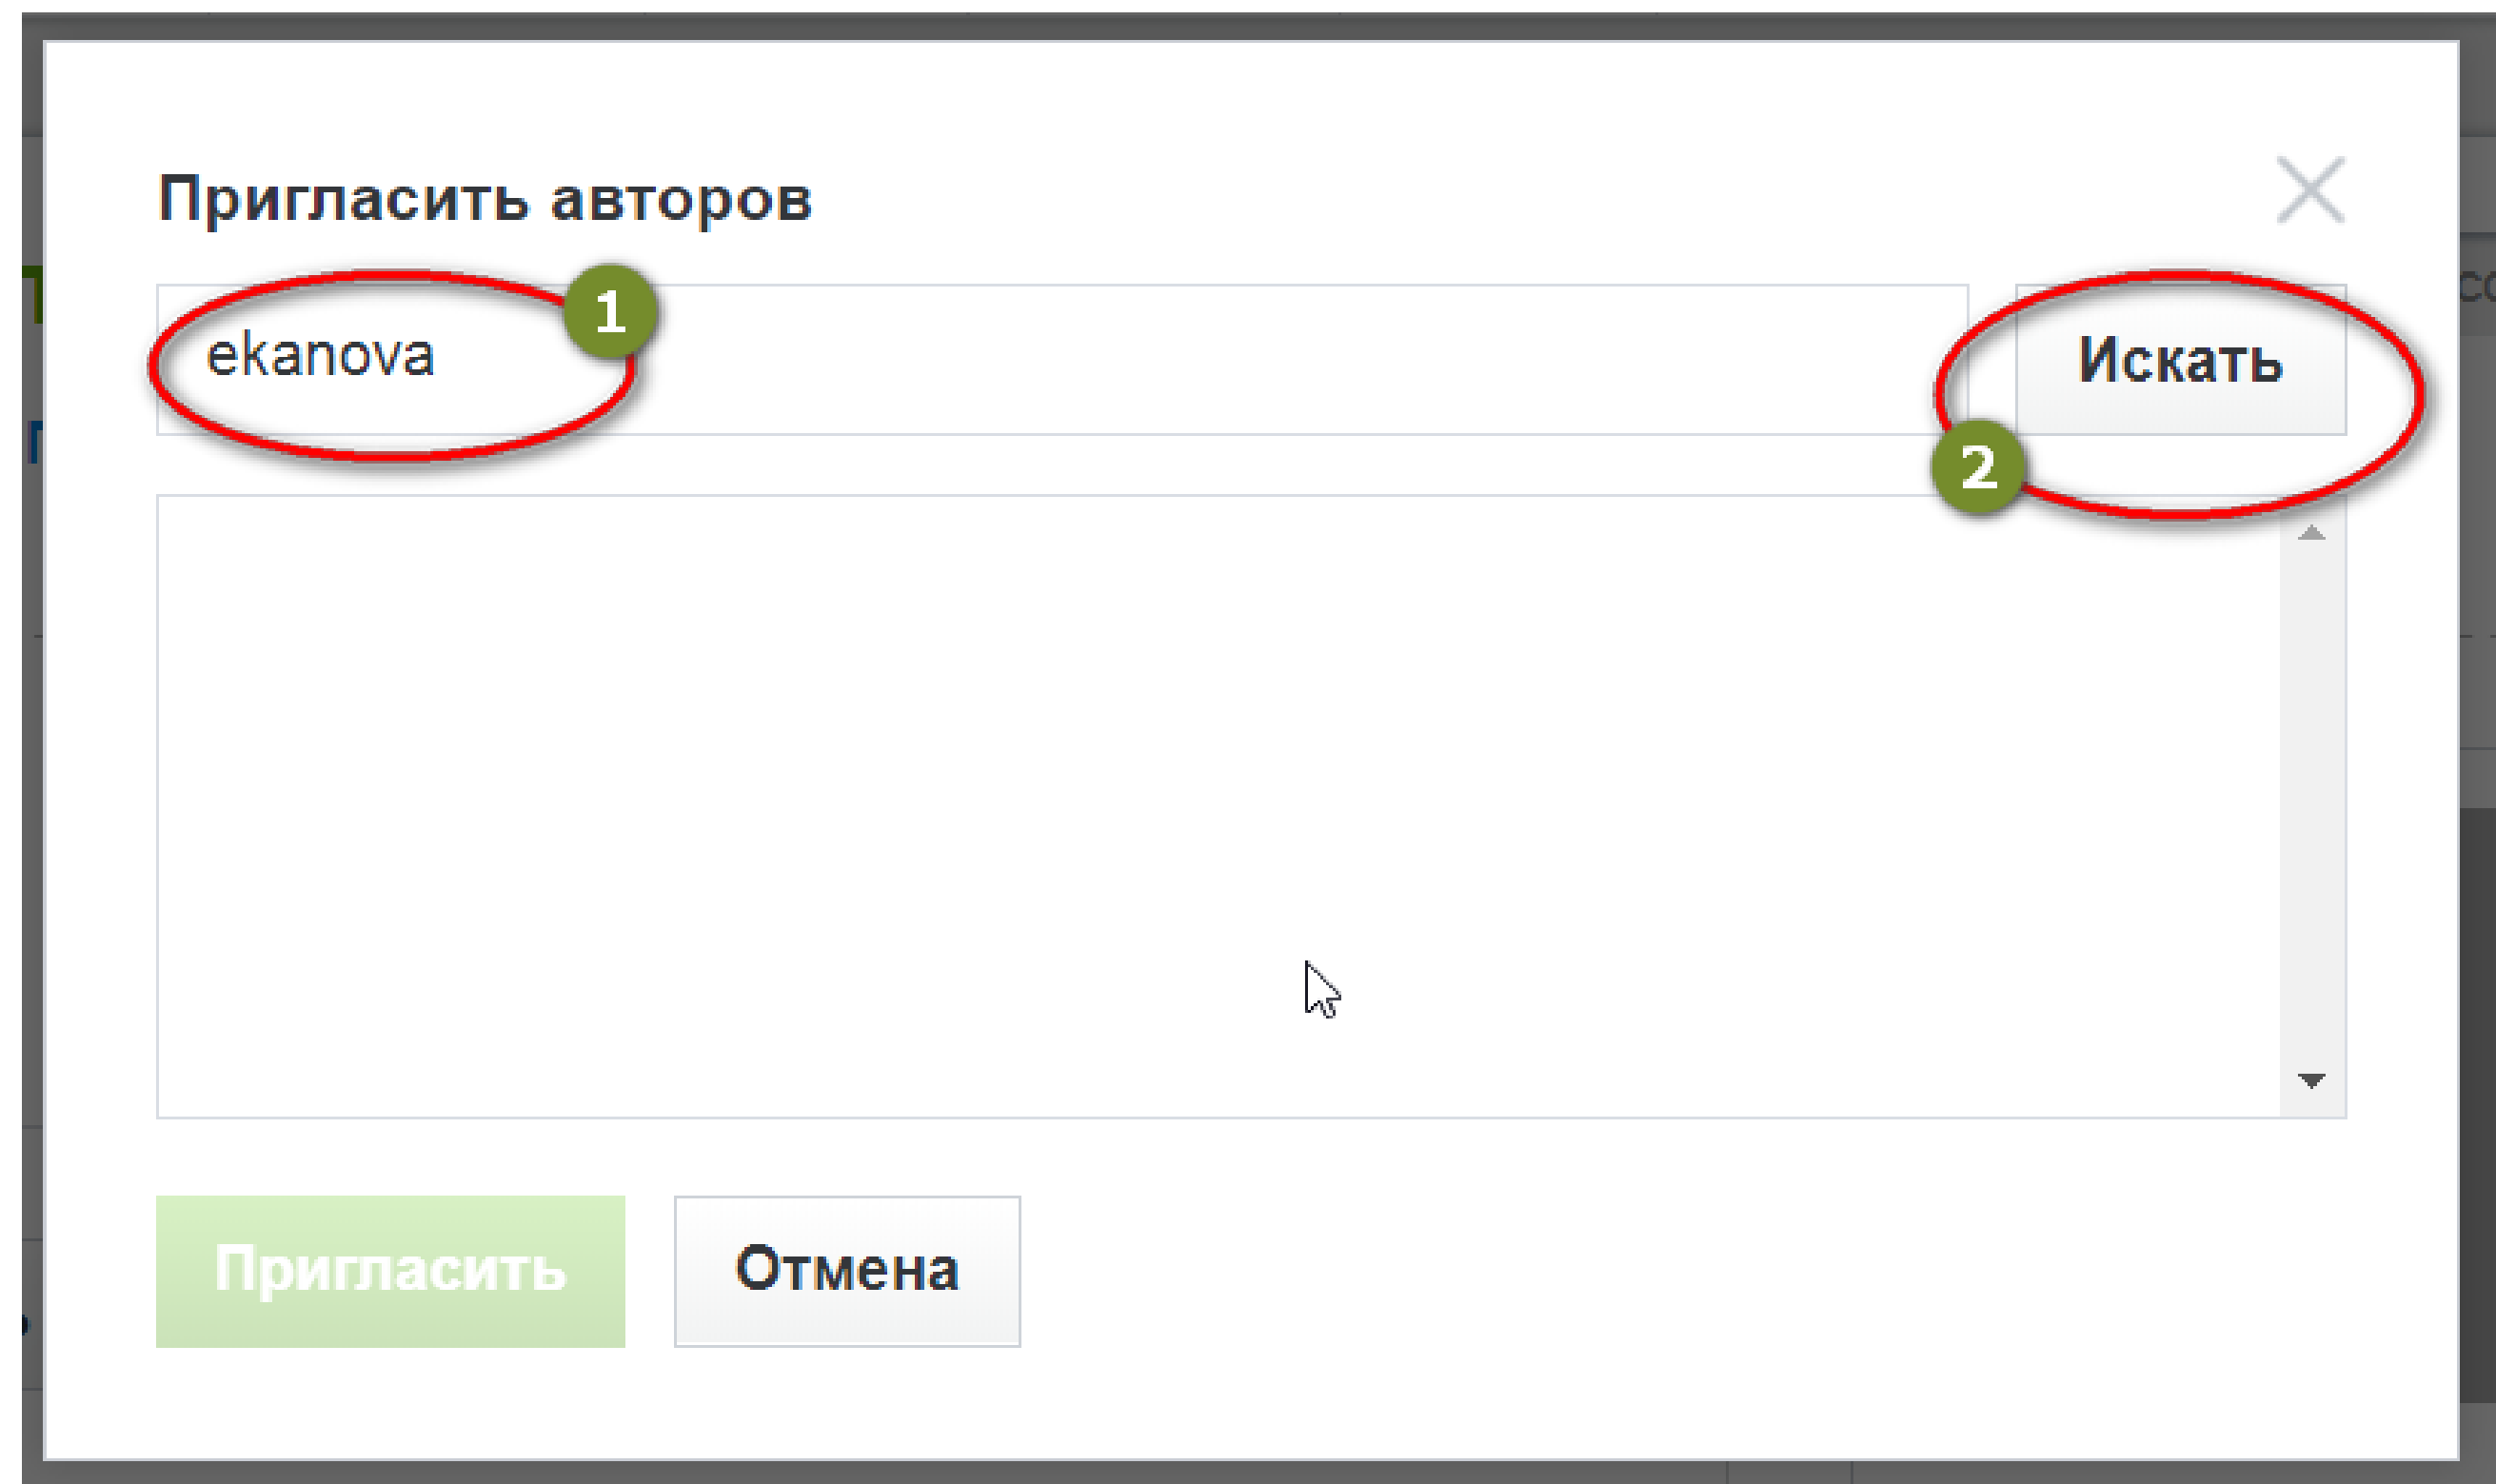 Пригласить авторов
1
ekanova
Искать
2
Пригласить
Отмена